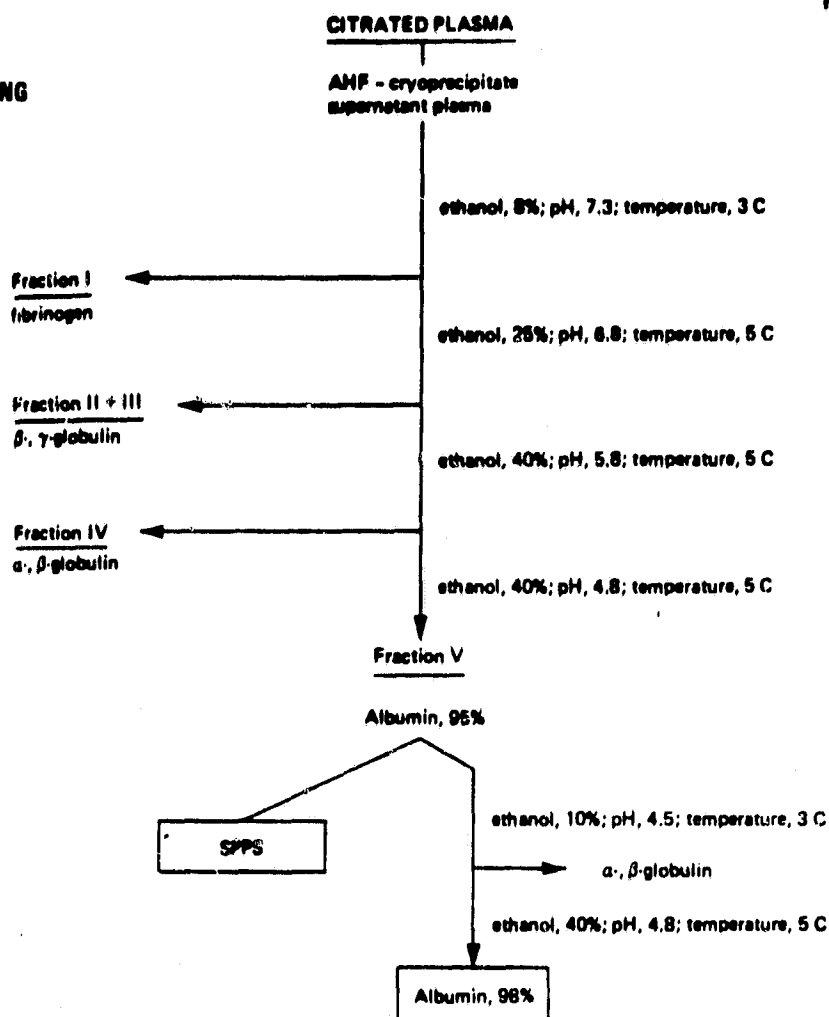 CITRATED PLASMA
NG
AHF - cryoprecipitate
supernatant plasma
ethanol, 8%; pH, 7.3; temperature, 3 C
Fraction I
fibrinogen
ethanol, 25%; pH, 6.8; temperature, 5 C
Fraction II + III
β-, γ-globulin
ethanol, 40%; pH, 5.8; temperature, 5 C
Fraction IV
α-, β-globulin
ethanol, 40%; pH, 4.8; temperature, 5 C
Fraction V
Albumin, 95%
ethanol, 10%; pH, 4.5; temperature, 3 C
SPPS
α-, β-globulin
ethanol, 40%; pH, 4.8; temperature, 5 C
Albumin, 98%